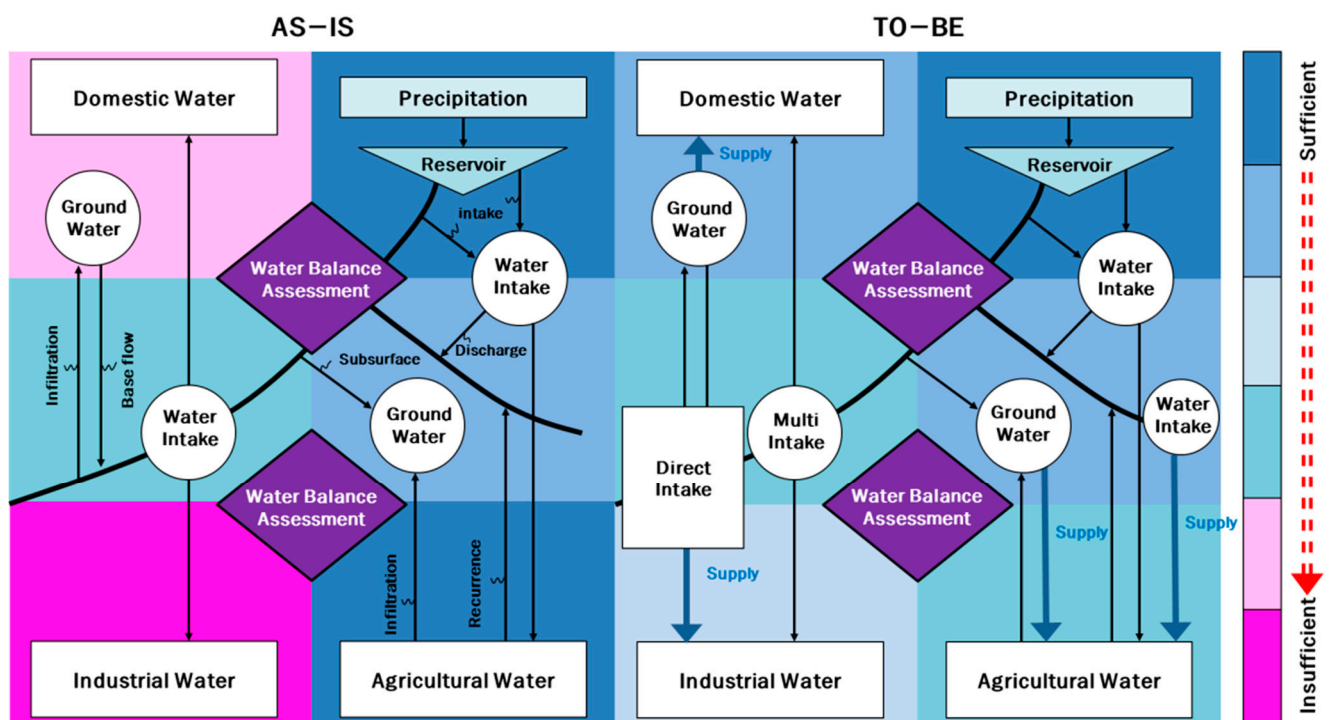 AS–IS
TO–BE
Domestic Water
Precipitation
Reservoir
Ground
Water
intake
Water
Intake
Water Balance
Assessment
Infiltration
Base flow
Subsurface
Discharge
Water
Intake
Ground
Water
Water Balance
Assessment
Infiltration
Recurrence
Industrial Water
Agricultural Water
Domestic Water
Precipitation
Supply
Reservoir
Ground
Water
Water Balance
Assessment
Water
Intake
Direct
Intake
Multi
Intake
Ground
Water
Water
Intake
Water Balance
Assessment
Supply
Supply
Supply
Industrial Water
Agricultural Water
Sufficient
Insufficient